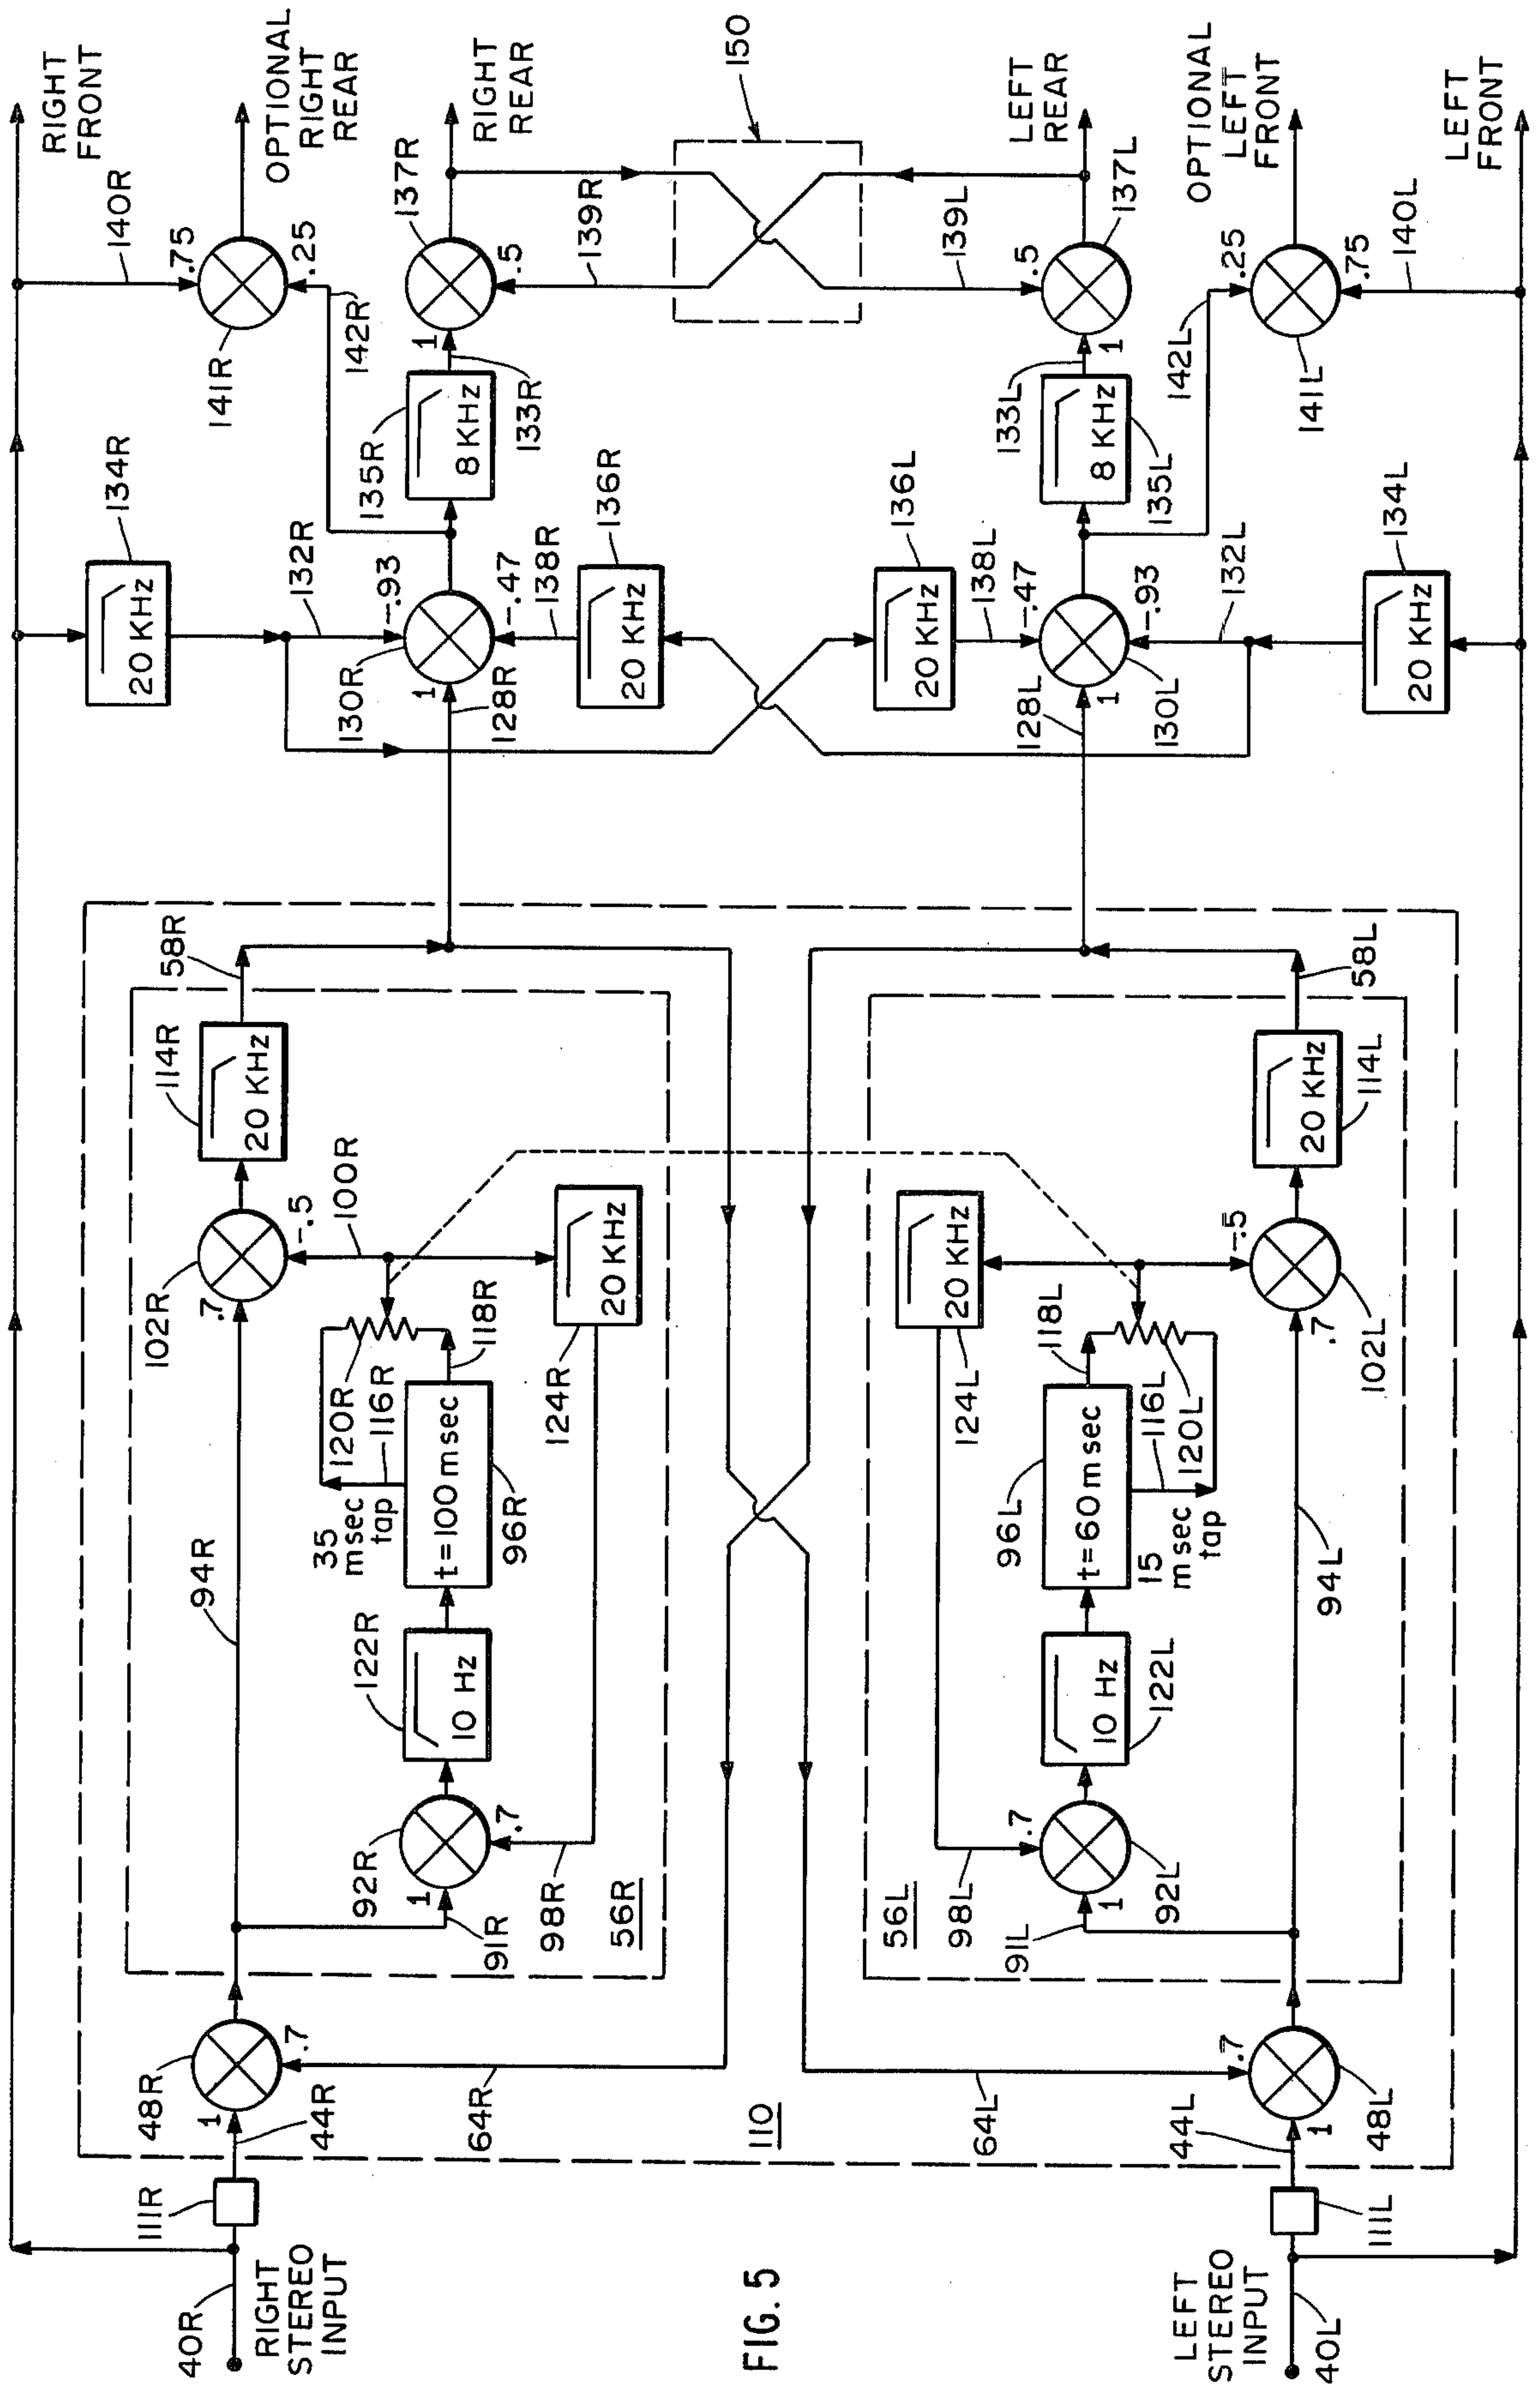 RIGHT
FRONT
OPTIONAL
RIGHT
REAR
RIGHT
REAR
150
LEFT
REAR
OPTIONAL
LEFT
FRONT
LEFT
FRONT
140R
.75
.25
141R
142R
137R
.5
139R
1
133R
135R
8 KHz
139L
.5
137L
133L
1
8 KHz
135L
142L
.25
.75
141L
140L
134R
20 KHz
132R
-.93
130R
1
128R
-.47
138R
136R
20 KHz
136L
20 KHz
138L
-.47
128L
1
130L
-.93
132L
134L
20 KHz
58R
114R
20 KHz
102R
.7
-.5
100R
118R
120R
116R
35
msec
tap
t=100 msec
96R
124R
20 KHz
94R
122R
10 Hz
92R
1
.7
91R
98R
56R
48R
1
.7
44R
64R
111R
40R
RIGHT
STEREO
INPUT
58L
114L
20 KHz
102L
.7
-.5
118L
120L
116L
15
msec
tap
t=60 msec
96L
124L
20 KHz
94L
122L
10 Hz
92L
1
.7
91L
98L
56L
110
48L
1
.7
44L
64L
111L
40L
LEFT
STEREO
INPUT
FIG. 5